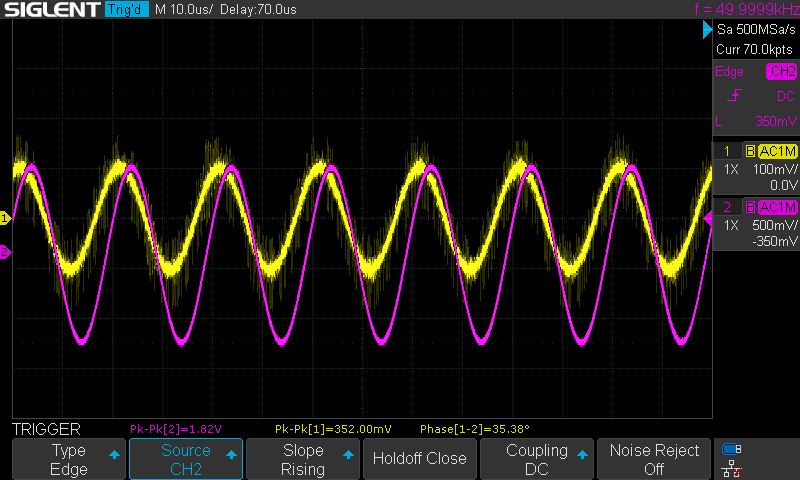 SIGLENT Trig'd M 10.0us/ Delay:70.0us f = 49.9999kHz
Sa 500MSa/s
Curr 70.0kpts
Edge CH2
DC
L 350mV
1 B AC1M
1X 100mV/
0.0V
2 B AC1M
1X 500mV/
-350mV
1
2
TRIGGER Pk-Pk[2]=1.82V Pk-Pk[1]=352.00mV Phase[1-2]=35.38°
Type
Edge
Source
CH2
Slope
Rising
Holdoff Close
Coupling
DC
Noise Reject
Off